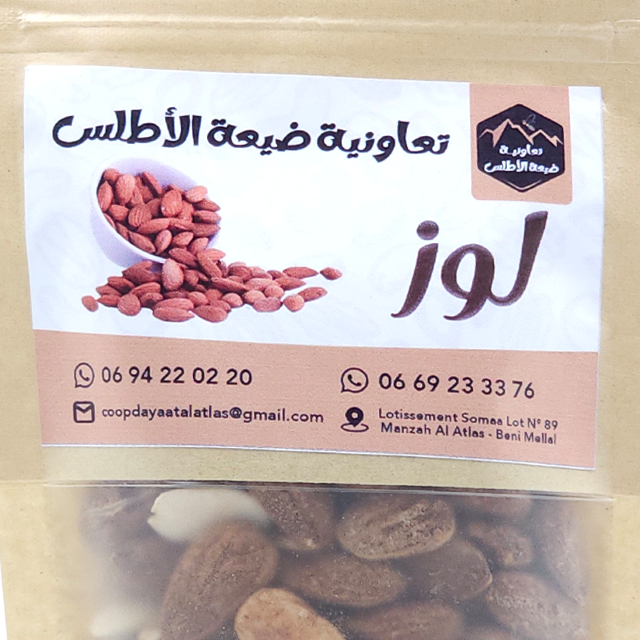 تعاونية ضيعة الأطلس
تعاونية
ضيعة الأطلس
لوز
06 94 22 02 20
06 69 23 33 76
coopdayaatalatlas@gmail.com
Lotissement Somaa Lot N° 89
Manzah Al Atlas - Beni Mellal